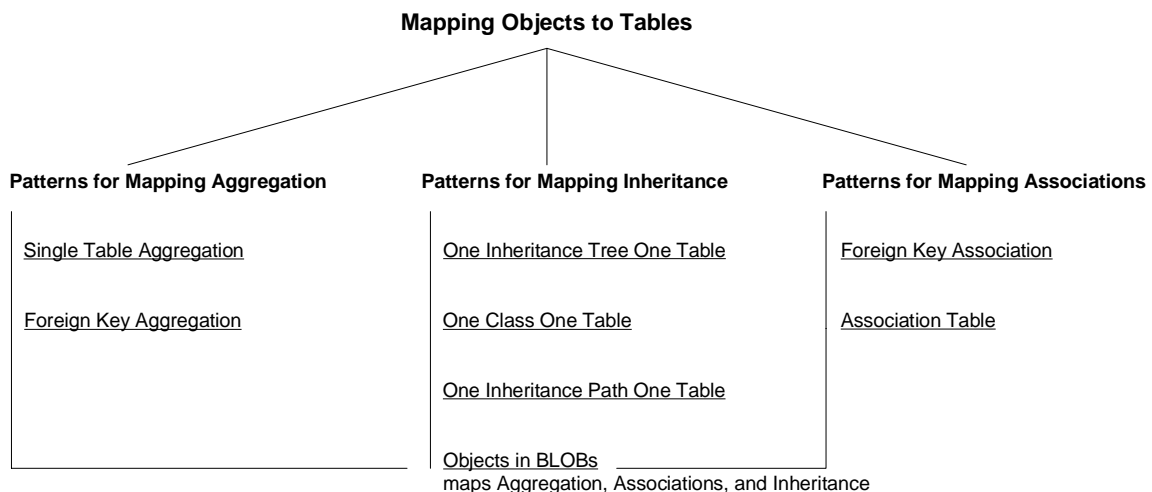 Mapping Objects to Tables
Patterns for Mapping Aggregation
Single Table Aggregation
Foreign Key Aggregation
Patterns for Mapping Inheritance
One Inheritance Tree One Table
One Class One Table
One Inheritance Path One Table
Objects in BLOBs
maps Aggregation, Associations, and Inheritance
Patterns for Mapping Associations
Foreign Key Association
Association Table